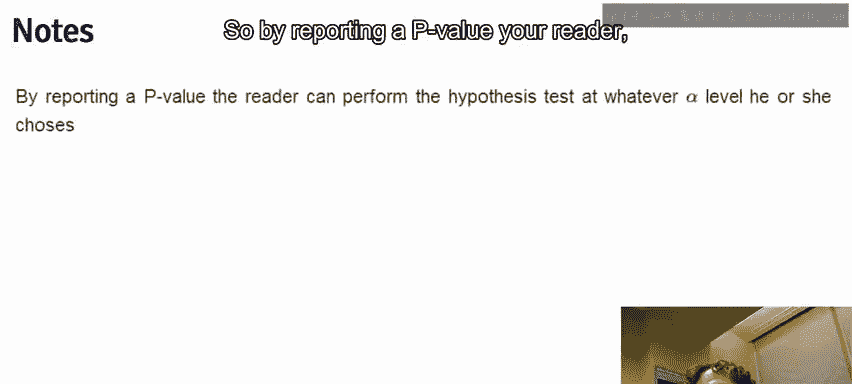 Notes
So by reporting a P-value your reader,
By reporting a P-value the reader can perform the hypothesis test at whatever α level he or she
choses